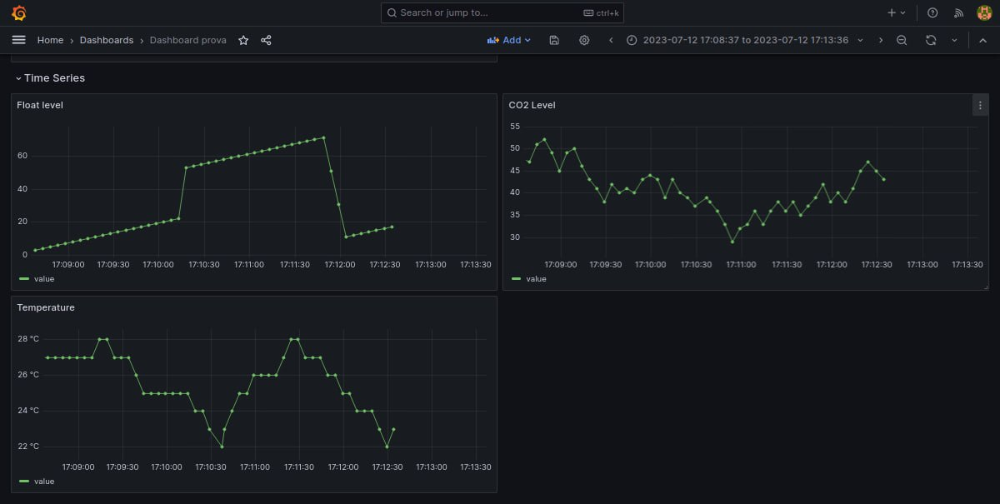 Search or jump to... ctrl+k
Home › Dashboards › Dashboard prova Add 2023-07-12 17:08:37 to 2023-07-12 17:13:36
Time Series
Float level
60
40
20
0
17:09:00 17:09:30 17:10:00 17:10:30 17:11:00 17:11:30 17:12:00 17:12:30 17:13:00 17:13:30
value
CO2 Level
55
50
45
40
35
30
17:09:00 17:09:30 17:10:00 17:10:30 17:11:00 17:11:30 17:12:00 17:12:30 17:13:00 17:13:30
value
Temperature
28 °C
26 °C
24 °C
22 °C
17:09:00 17:09:30 17:10:00 17:10:30 17:11:00 17:11:30 17:12:00 17:12:30 17:13:00 17:13:30
value